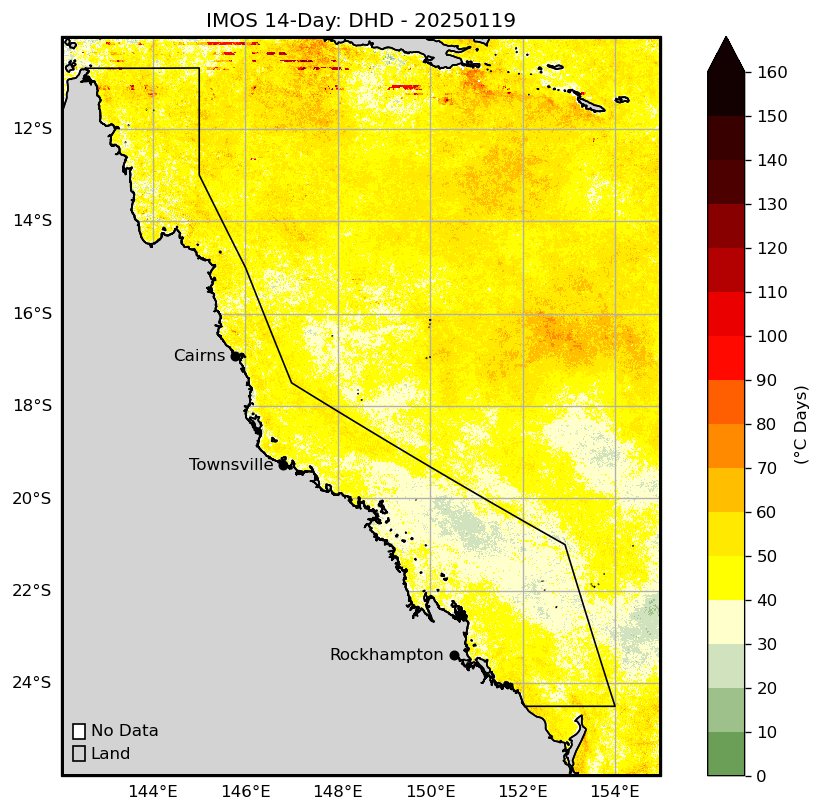 IMOS 14-Day: DHD - 20250119
12°S
14°S
16°S
18°S
20°S
22°S
24°S
Cairns
Townsville
Rockhampton
No Data
Land
144°E 146°E 148°E 150°E 152°E 154°E
160
150
140
130
120
110
100
90
80
70
60
50
40
30
20
10
0
(°C Days)